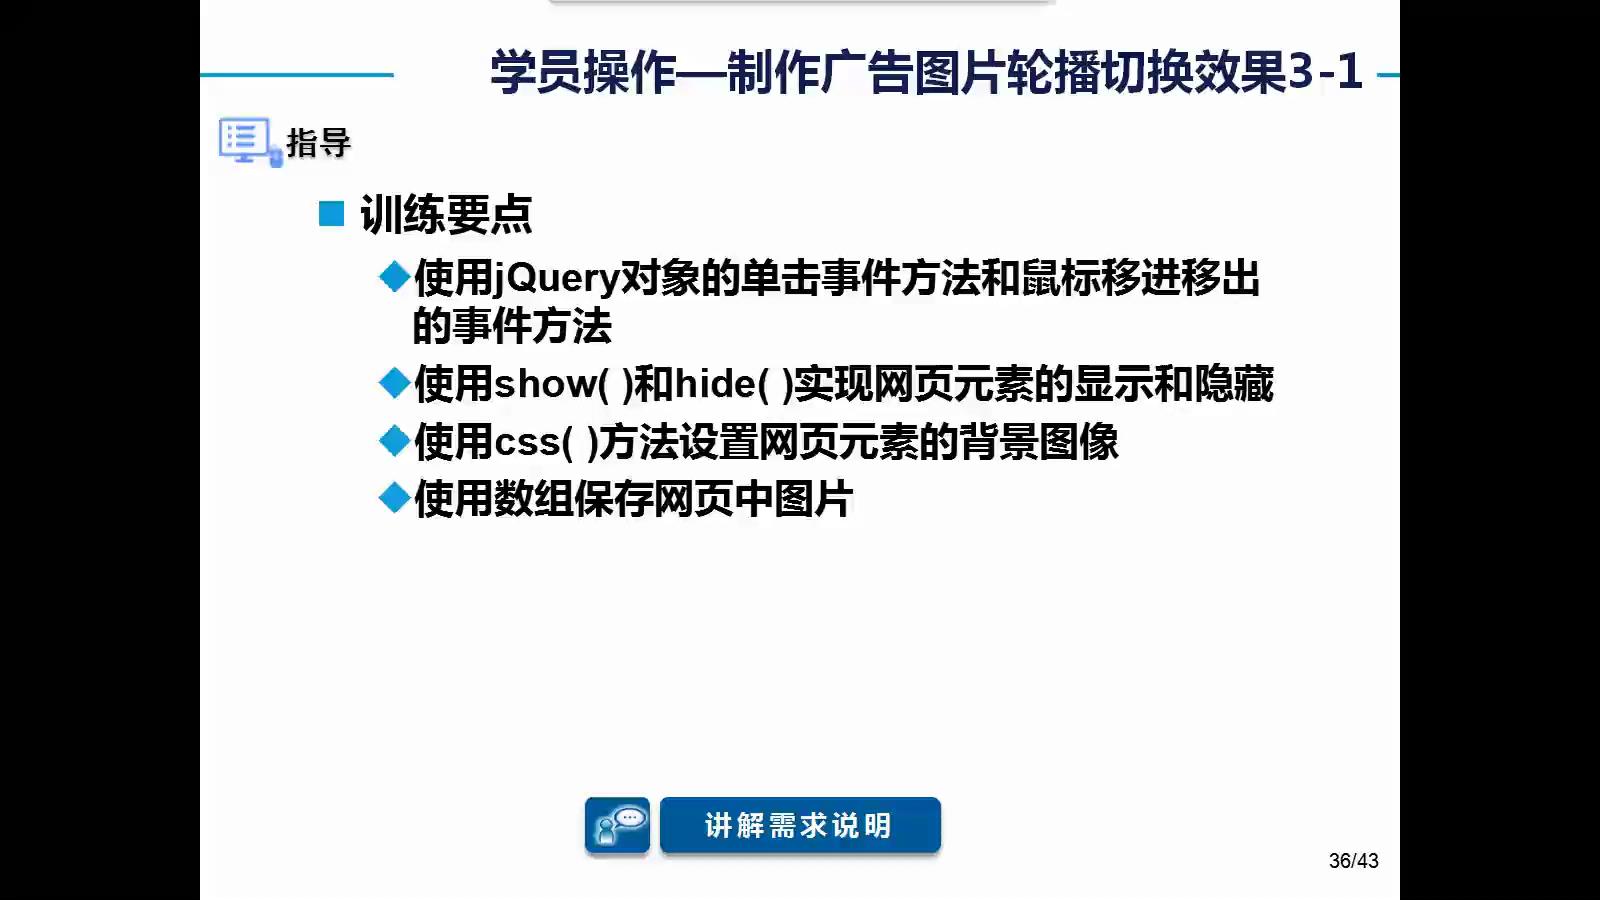 学员操作—制作广告图片轮播切换效果3-1
指导
训练要点
使用jQuery对象的单击事件方法和鼠标移进移出
的事件方法
使用show( )和hide( )实现网页元素的显示和隐藏
使用css( )方法设置网页元素的背景图像
使用数组保存网页中图片
讲解需求说明
36/43